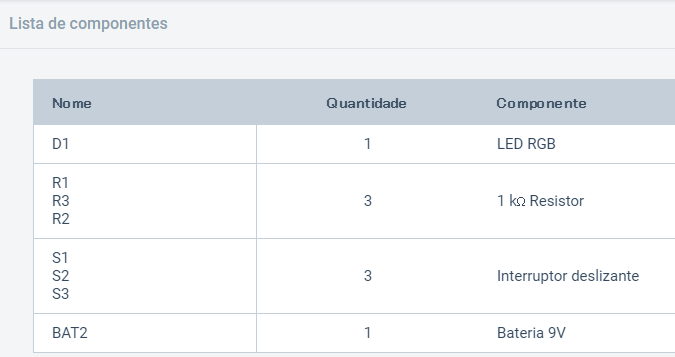 Lista de componentes
Nome Quantidade Componente
D1 1 LED RGB
R1
R3 3 1 kΩ Resistor
R2
S1
S2 3 Interruptor deslizante
S3
BAT2 1 Bateria 9V